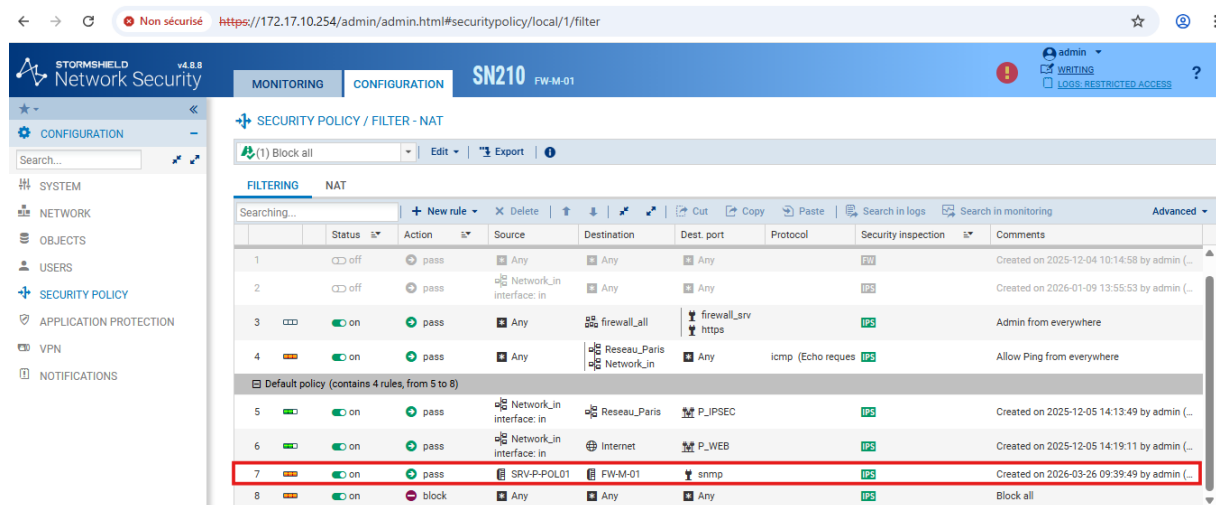 Non sécurisé https://172.17.10.254/admin/admin.html#securitypolicy/local/1/filter
STORMSHIELD v4.8.8
Network Security
MONITORING CONFIGURATION SN210 FW-M-01
admin
WRITING
LOGS: RESTRICTED ACCESS
?
CONFIGURATION
Search...
SYSTEM
NETWORK
OBJECTS
USERS
SECURITY POLICY
APPLICATION PROTECTION
VPN
NOTIFICATIONS
SECURITY POLICY / FILTER - NAT
(1) Block all Edit Export
FILTERING NAT
Searching... New rule Delete Cut Copy Paste Search in logs Search in monitoring Advanced
Status Action Source Destination Dest. port Protocol Security inspection Comments
1 off pass Any Any Any FW Created on 2025-12-04 10:14:58 by admin (...
2 off pass Network_in Any Any IPS Created on 2026-01-09 13:55:53 by admin (...
interface: in
3 on pass Any firewall_all firewall_srv IPS Admin from everywhere
https
4 on pass Any Reseau_Paris Any icmp (Echo reques IPS Allow Ping from everywhere
Network_in
Default policy (contains 4 rules, from 5 to 8)
5 on pass Network_in Reseau_Paris P_IPSEC IPS Created on 2025-12-05 14:13:49 by admin (...
interface: in
6 on pass Network_in Internet P_WEB IPS Created on 2025-12-05 14:19:11 by admin (...
interface: in
7 on pass SRV-P-POL01 FW-M-01 snmp IPS Created on 2026-03-26 09:39:49 by admin (...
8 on block Any Any Any IPS Block all